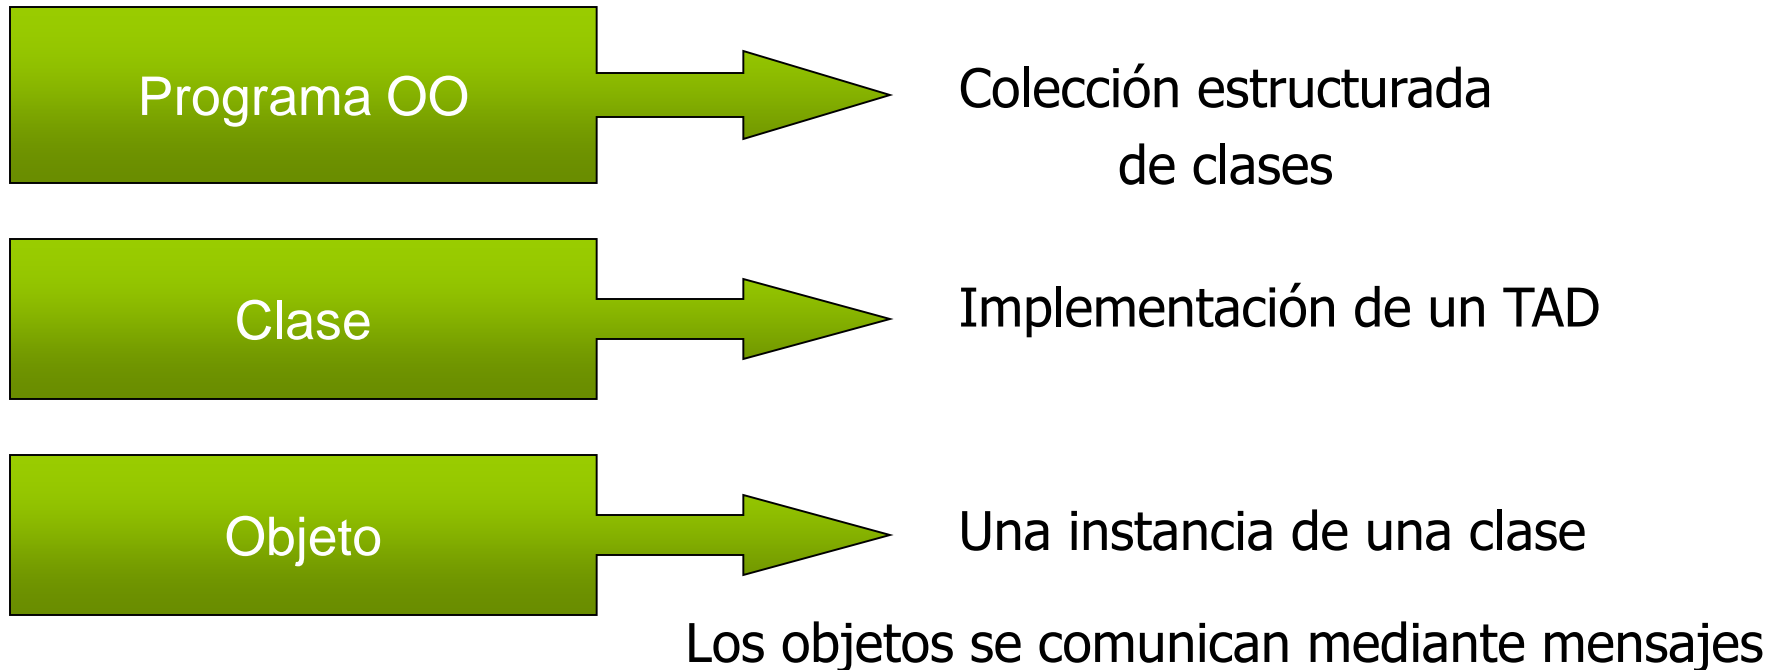 Programa OO
Colección estructurada
de clases
Clase
Implementación de un TAD
Objeto
Una instancia de una clase
Los objetos se comunican mediante mensajes